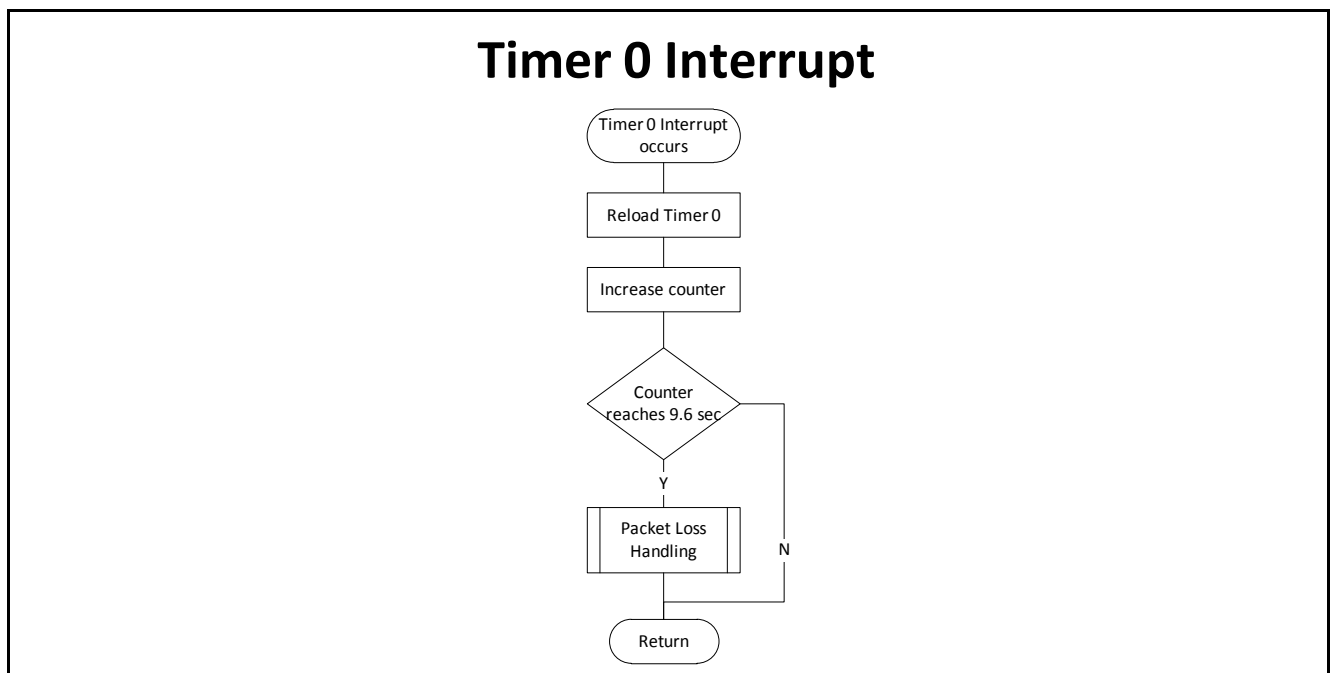 Timer 0 Interrupt
Timer 0 Interrupt
occurs
Reload Timer 0
Increase counter
Counter
reaches 9.6 sec
Y
Packet Loss
Handling
N
Return